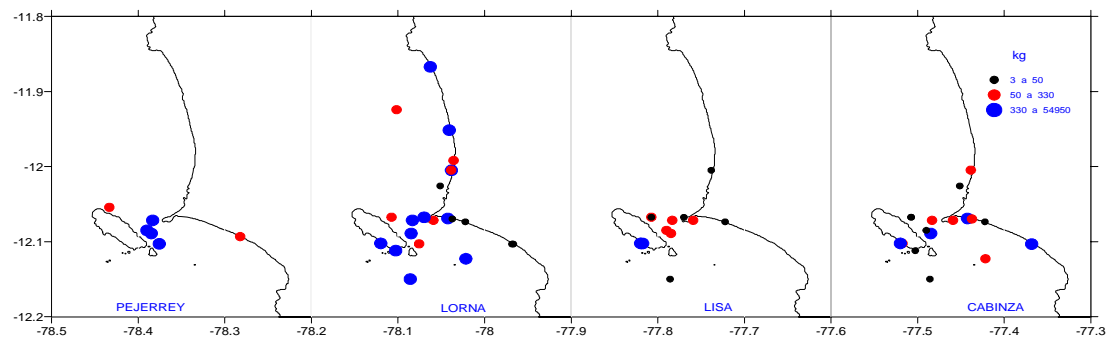 -11.8
-11.9
-12
-12.1
-12.2
kg
3 a 50
50 a 330
330 a 54950
PEJERREY
LORNA
LISA
CABINZA
-78.5
-78.4
-78.3
-78.2
-78.1
-78
-77.9
-77.8
-77.7
-77.6
-77.5
-77.4
-77.3